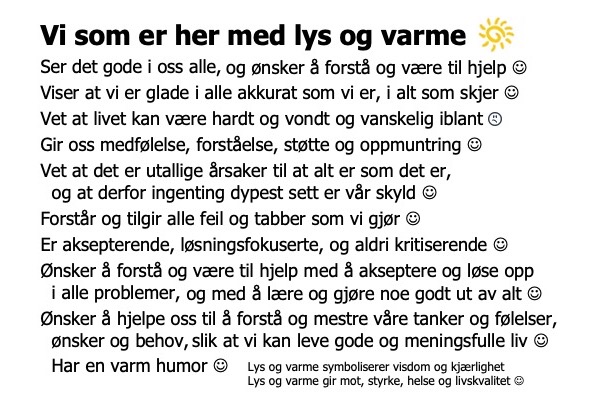 Vi som er her med lys og varme
Ser det gode i oss alle, og ønsker å forstå og være til hjelp ☺
Viser at vi er glade i alle akkurat som vi er, i alt som skjer ☺
Vet at livet kan være hardt og vondt og vanskelig iblant ☹
Gir oss medfølelse, forståelse, støtte og oppmuntring ☺
Vet at det er utallige årsaker til at alt er som det er,
og at derfor ingenting dypest sett er vår skyld ☺
Forstår og tilgir alle feil og tabber som vi gjør ☺
Er aksepterende, løsningsfokuserte, og aldri kritiserende ☺
Ønsker å forstå og være til hjelp med å akseptere og løse opp
i alle problemer, og med å lære og gjøre noe godt ut av alt ☺
Ønsker å hjelpe oss til å forstå og mestre våre tanker og følelser,
ønsker og behov, slik at vi kan leve gode og meningsfulle liv ☺
Har en varm humor ☺
Lys og varme symboliserer visdom og kjærlighet
Lys og varme gir mot, styrke, helse og livskvalitet ☺